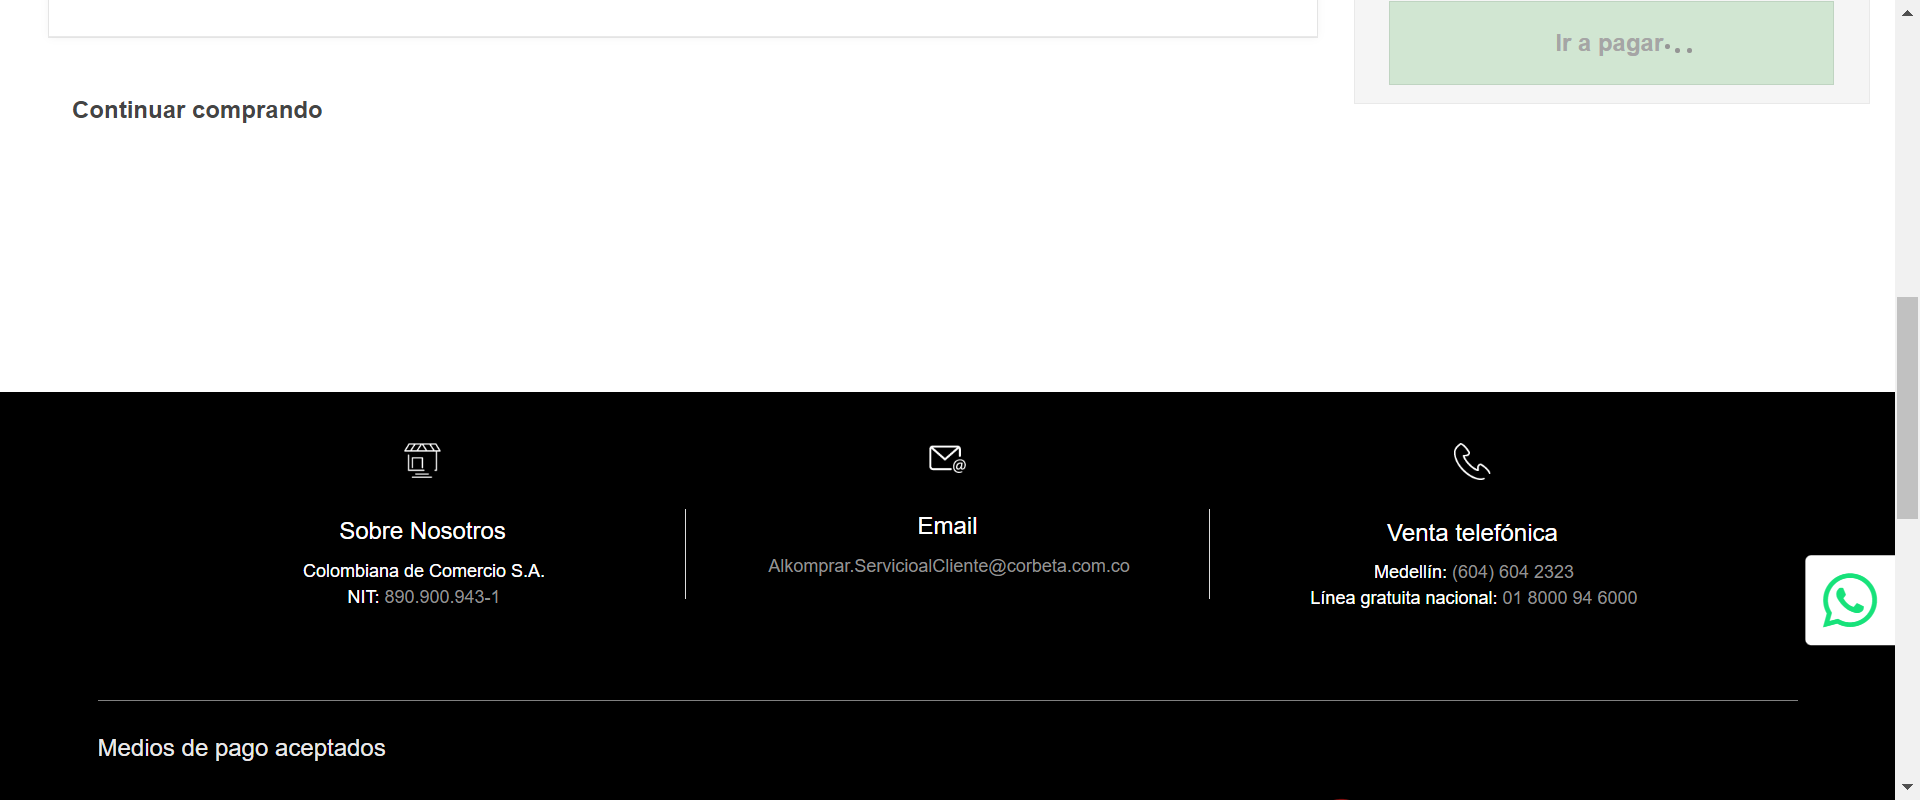 Ir a pagar...
Continuar comprando
Sobre Nosotros
Colombiana de Comercio S.A.
NIT: 890.900.943-1
Email
Alkomprar.ServicioalCliente@corbeta.com.co
Venta telefónica
Medellín: (604) 604 2323
Línea gratuita nacional: 01 8000 94 6000
Medios de pago aceptados